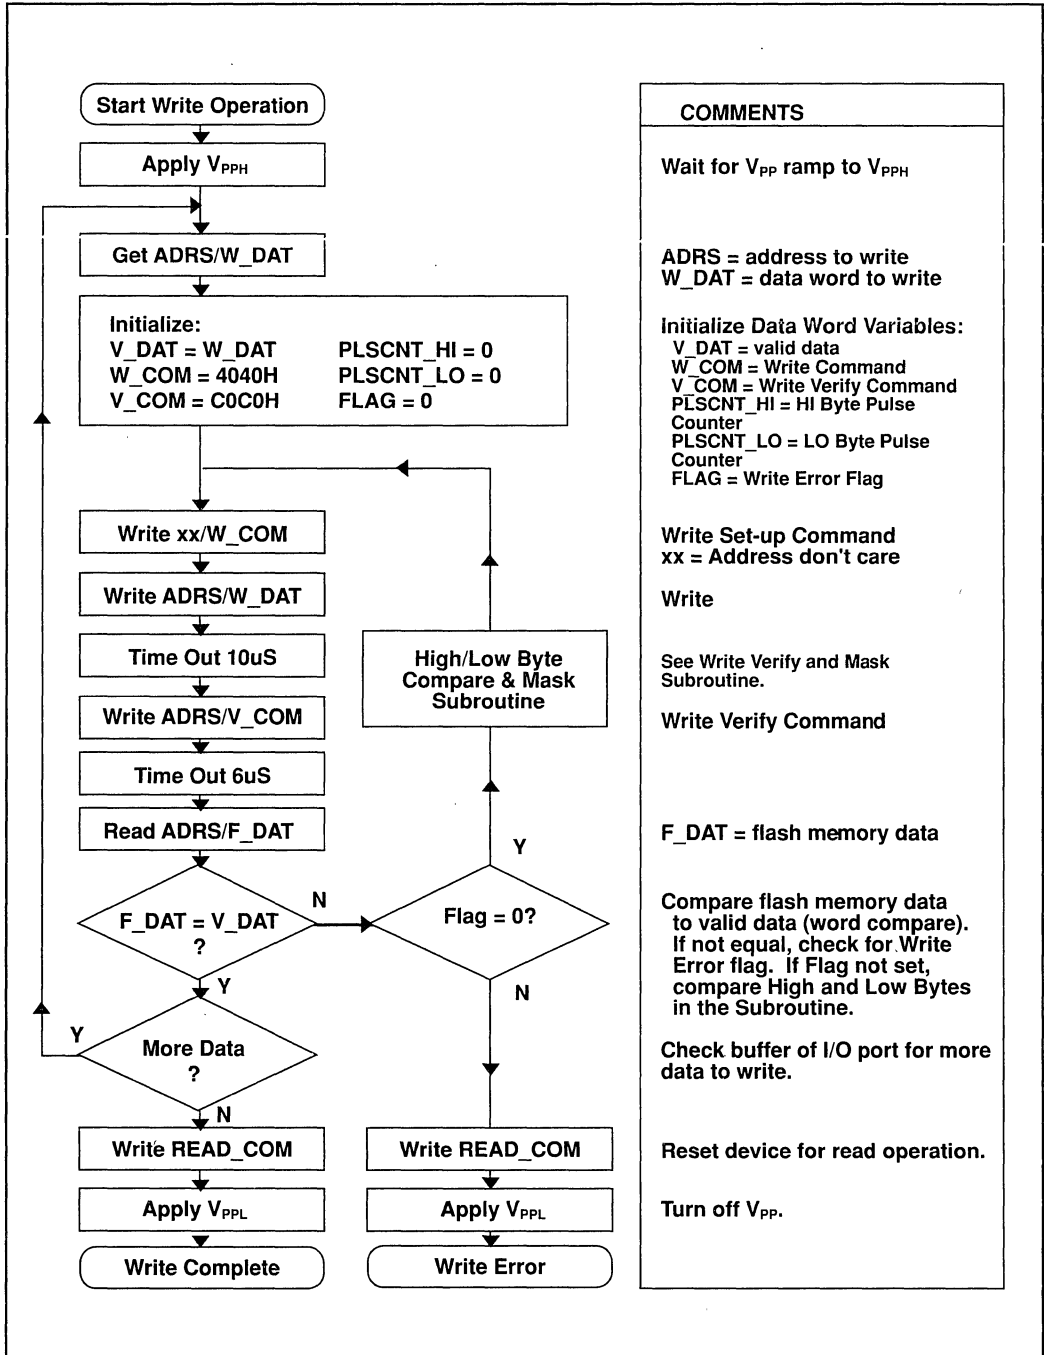 Start Write Operation
Apply VPPH
Get ADRS/W_DAT
Initialize:
V_DAT = W_DAT PLSCNT_HI = 0
W_COM = 4040H PLSCNT_LO = 0
V_COM = C0C0H FLAG = 0
Write xx/W_COM
Write ADRS/W_DAT
Time Out 10uS
Write ADRS/V_COM
Time Out 6uS
Read ADRS/F_DAT
F_DAT = V_DAT
?
N
Y
More Data
?
Y
N
Write READ_COM
Apply VPPL
Write Complete
High/Low Byte
Compare & Mask
Subroutine
Y
Flag = 0?
N
Write READ_COM
Apply VPPL
Write Error
COMMENTS
Wait for VPP ramp to VPPH
ADRS = address to write
W_DAT = data word to write
Initialize Data Word Variables:
V_DAT = valid data
W_COM = Write Command
V_COM = Write Verify Command
PLSCNT_HI = HI Byte Pulse
Counter
PLSCNT_LO = LO Byte Pulse
Counter
FLAG = Write Error Flag
Write Set-up Command
xx = Address don't care
Write
See Write Verify and Mask
Subroutine.
Write Verify Command
F_DAT = flash memory data
Compare flash memory data
to valid data (word compare).
If not equal, check for Write
Error flag. If Flag not set,
compare High and Low Bytes
in the Subroutine.
Check buffer of I/O port for more
data to write.
Reset device for read operation.
Turn off VPP.